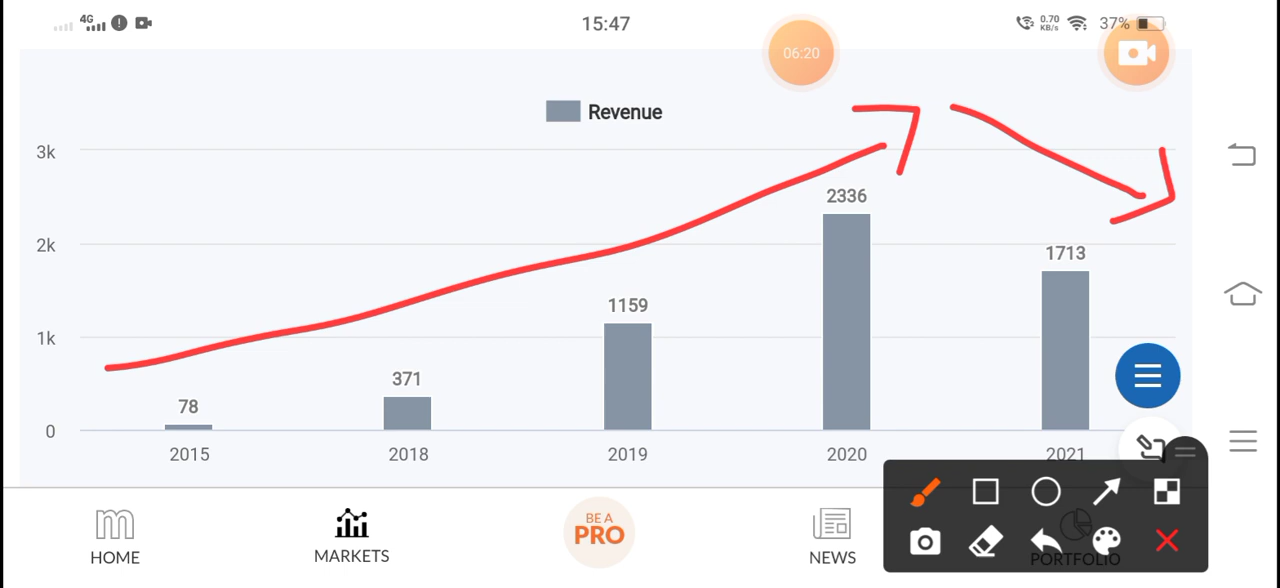 4G
15:47
0.70
KB/s
37%
06:20
Revenue
3k
2k
1k
0
78
371
1159
2336
1713
2015 2018 2019 2020 2021
m
HOME
MARKETS
BE A
PRO
NEWS
PORTFOLIO